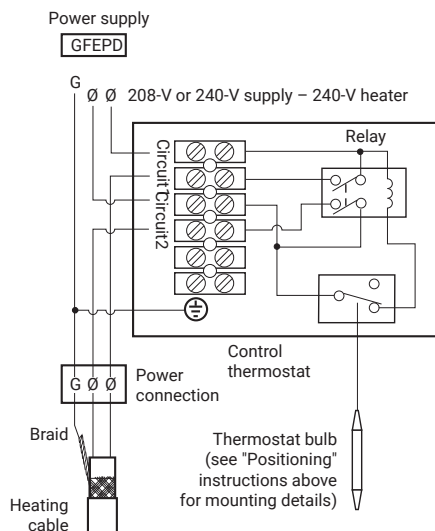 Power supply
GFEPD
G Ø Ø 208-V or 240-V supply – 240-V heater
Relay
Circuit1
Circuit2
Control
thermostat
G Ø Ø
Power
connection
Braid
Thermostat bulb
(see "Positioning"
instructions above
for mounting details)
Heating
cable